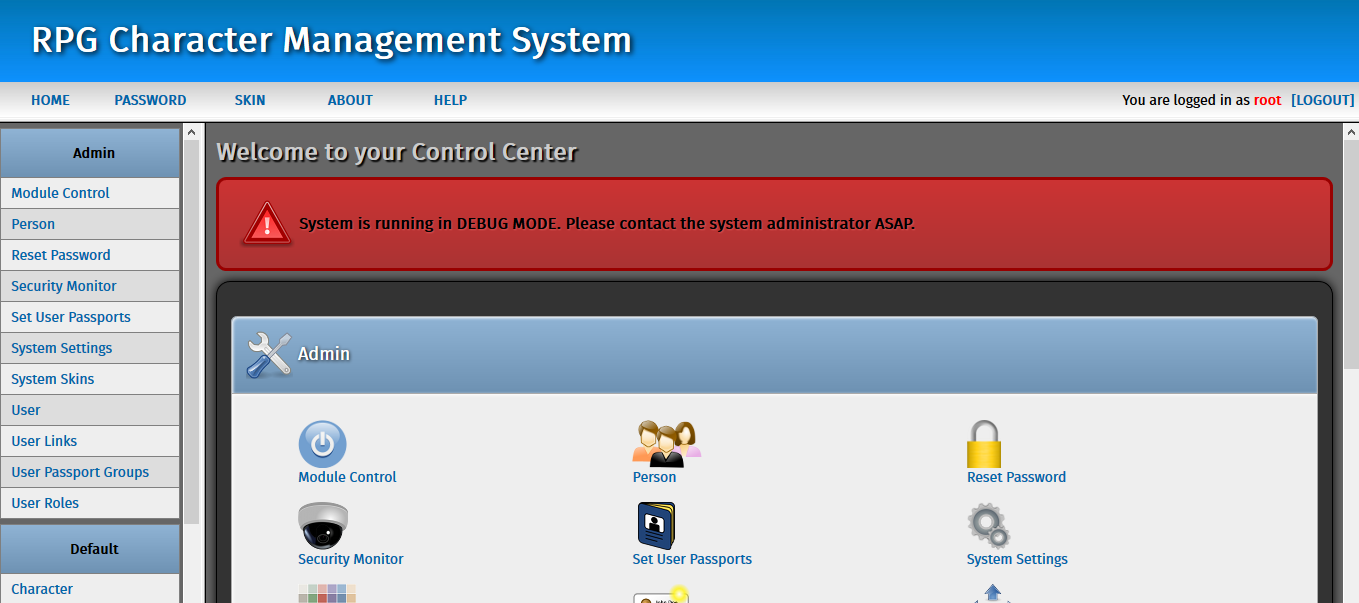 RPG Character Management System
HOME PASSWORD SKIN ABOUT HELP You are logged in as root [LOGOUT]
Admin
Module Control
Person
Reset Password
Security Monitor
Set User Passports
System Settings
System Skins
User
User Links
User Passport Groups
User Roles
Default
Character
Welcome to your Control Center
System is running in DEBUG MODE. Please contact the system administrator ASAP.
Admin
Module Control Person Reset Password
Security Monitor Set User Passports System Settings